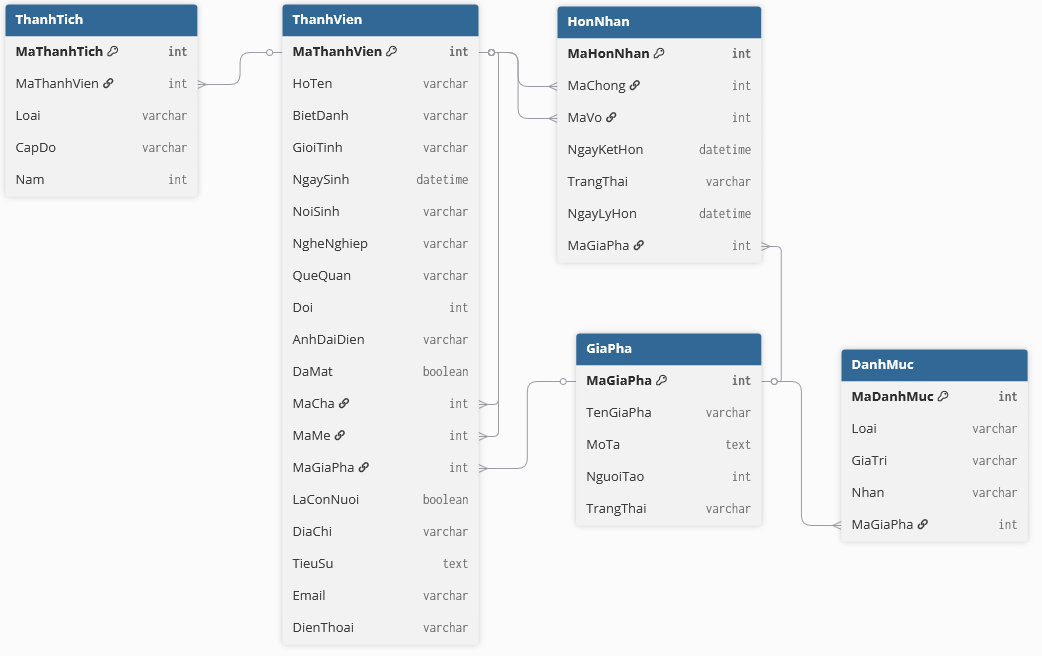 ThanhTich
MaThanhTich int
MaThanhVien int
Loai varchar
CapDo varchar
Nam int
ThanhVien
MaThanhVien int
HoTen varchar
BietDanh varchar
GioiTinh varchar
NgaySinh datetime
NoiSinh varchar
NgheNghiep varchar
QueQuan varchar
Doi int
AnhDaiDien varchar
DaMat boolean
MaCha int
MaMe int
MaGiaPha int
LaConNuoi boolean
DiaChi varchar
TieuSu text
Email varchar
DienThoai varchar
HonNhan
MaHonNhan int
MaChong int
MaVo int
NgayKetHon datetime
TrangThai varchar
NgayLyHon datetime
MaGiaPha int
GiaPha
MaGiaPha int
TenGiaPha varchar
MoTa text
NguoiTao int
TrangThai varchar
DanhMuc
MaDanhMuc int
Loai varchar
GiaTri varchar
Nhan varchar
MaGiaPha int